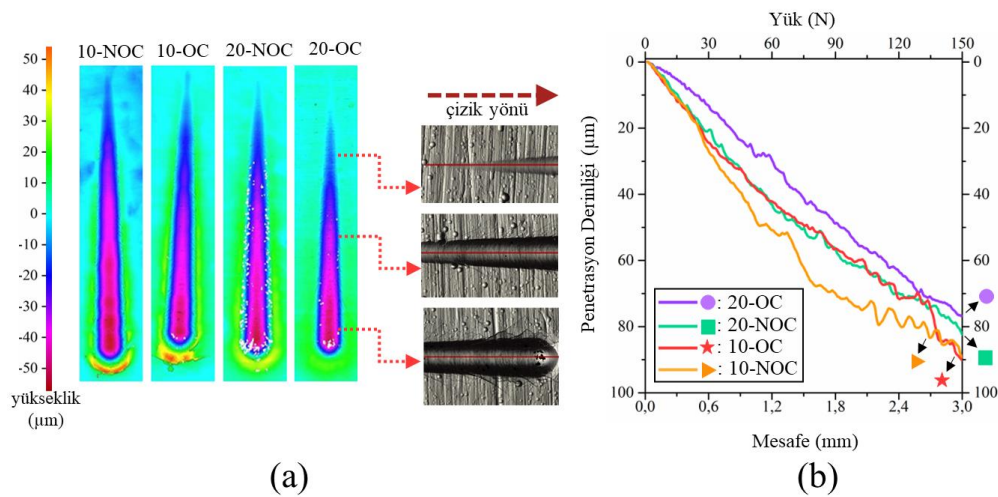 10-NOC 10-OC 20-NOC 20-OC
50
40
30
20
10
0
-10
-20
-30
-40
-50
yükseklik
(µm)
çizik yönü
(a)
(b)
Yük (N)
0 30 60 90 120 150
Penetrasyon Derinliği (µm)
0
20
40
60
80
100
0
20
40
60
80
100
: 20-OC
: 20-NOC
: 10-OC
: 10-NOC
0,0 0,6 1,2 1,8 2,4 3,0
Mesafe (mm)